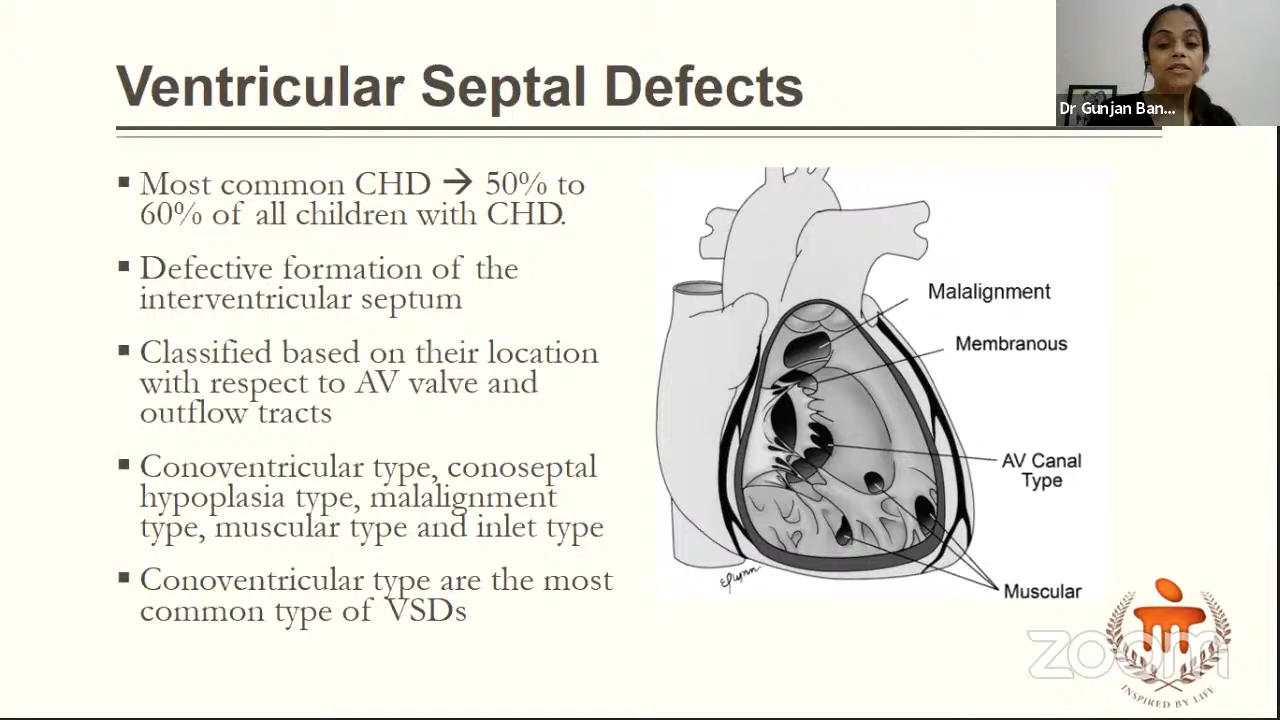 Ventricular Septal Defects
Dr Gunjan Ban...
▪ Most common CHD → 50% to
60% of all children with CHD.
▪ Defective formation of the
interventricular septum
▪ Classified based on their location
with respect to AV valve and
outflow tracts
▪ Conoventricular type, conoseptal
hypoplasia type, malalignment
type, muscular type and inlet type
▪ Conoventricular type are the most
common type of VSDs
Malalignment
Membranous
AV Canal
Type
Muscular
zoom
INSPIRED BY LIFE